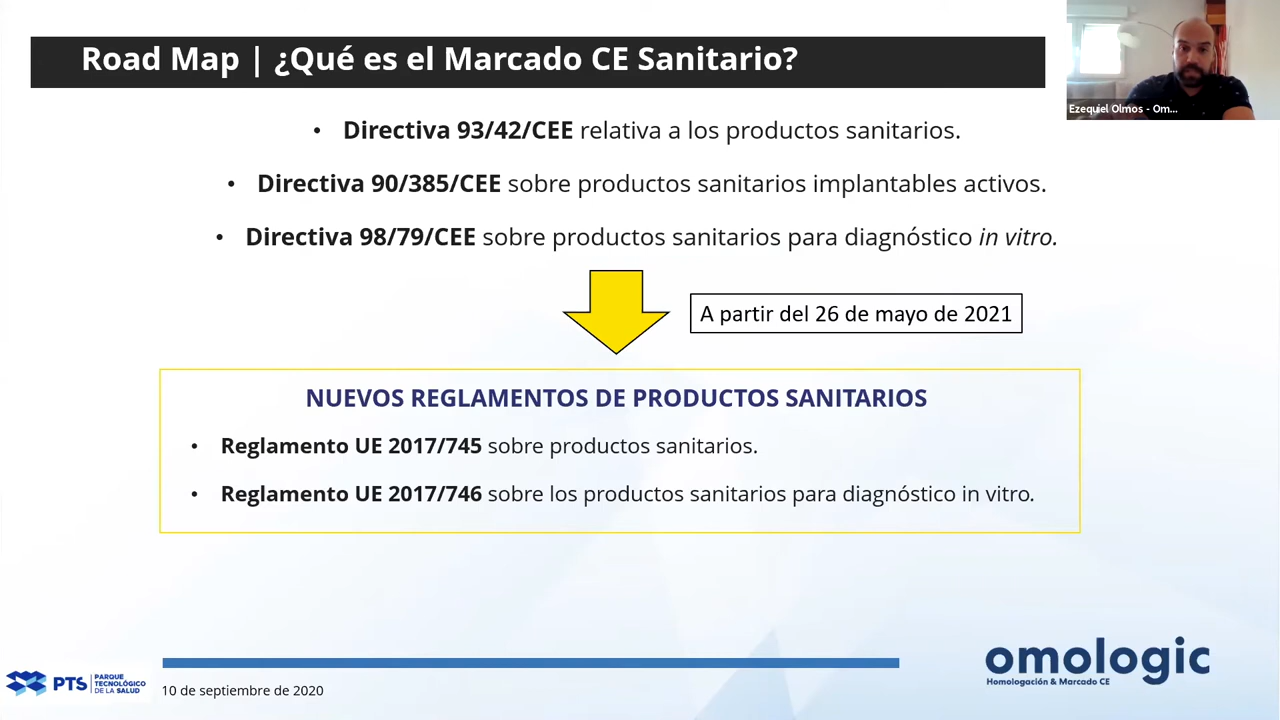 Road Map | ¿Qué es el Marcado CE Sanitario?
Ezequiel Olmos - Om...
• Directiva 93/42/CEE relativa a los productos sanitarios.
• Directiva 90/385/CEE sobre productos sanitarios implantables activos.
• Directiva 98/79/CEE sobre productos sanitarios para diagnóstico in vitro.
A partir del 26 de mayo de 2021
NUEVOS REGLAMENTOS DE PRODUCTOS SANITARIOS
• Reglamento UE 2017/745 sobre productos sanitarios.
• Reglamento UE 2017/746 sobre los productos sanitarios para diagnóstico in vitro.
omologic
Homologación & Marcado CE
PTS
PARQUE
TECNOLÓGICO
DE LA SALUD
10 de septiembre de 2020